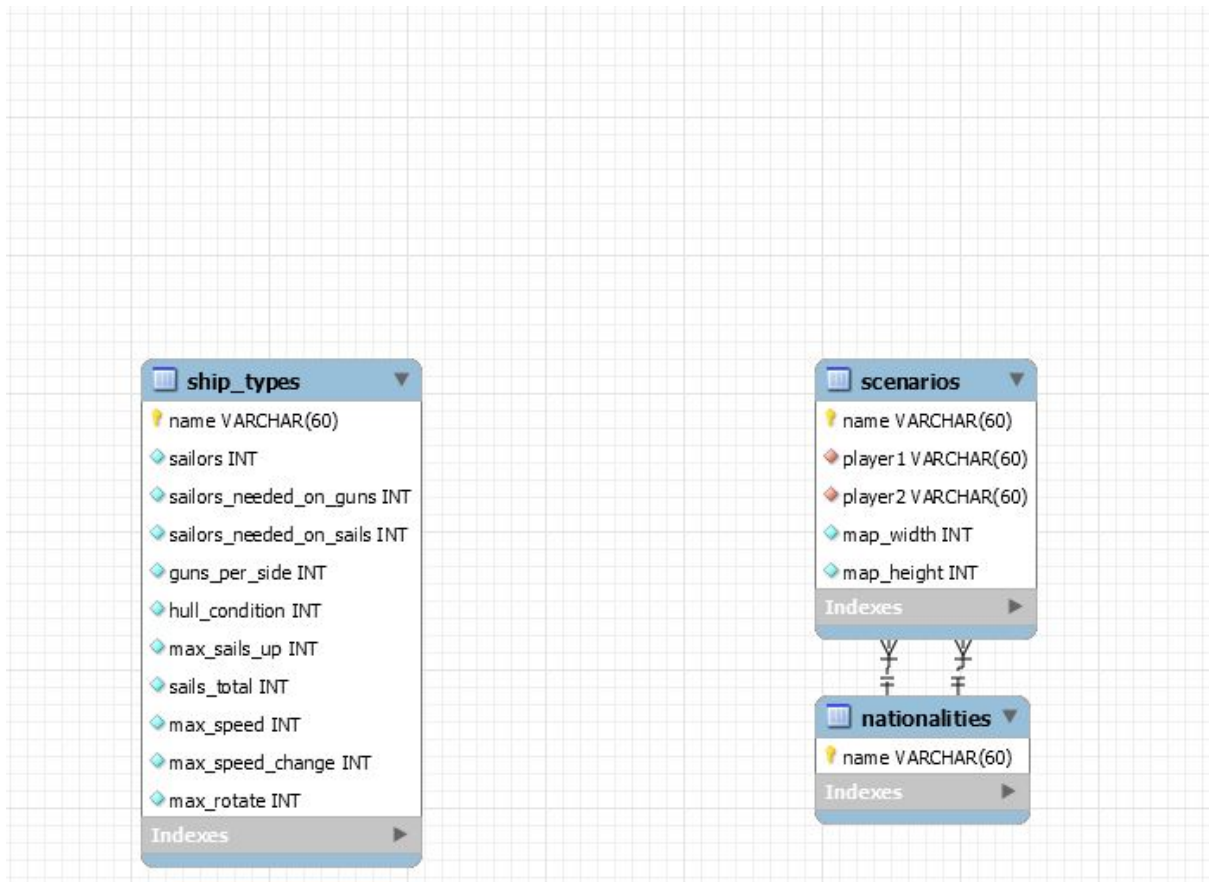 ship_types
name VARCHAR(60)
sailors INT
sailors_needed_on_guns INT
sailors_needed_on_sails INT
guns_per_side INT
hull_condition INT
max_sails_up INT
sails_total INT
max_speed INT
max_speed_change INT
max_rotate INT
Indexes
scenarios
name VARCHAR(60)
player1 VARCHAR(60)
player2 VARCHAR(60)
map_width INT
map_height INT
Indexes
nationalities
name VARCHAR(60)
Indexes